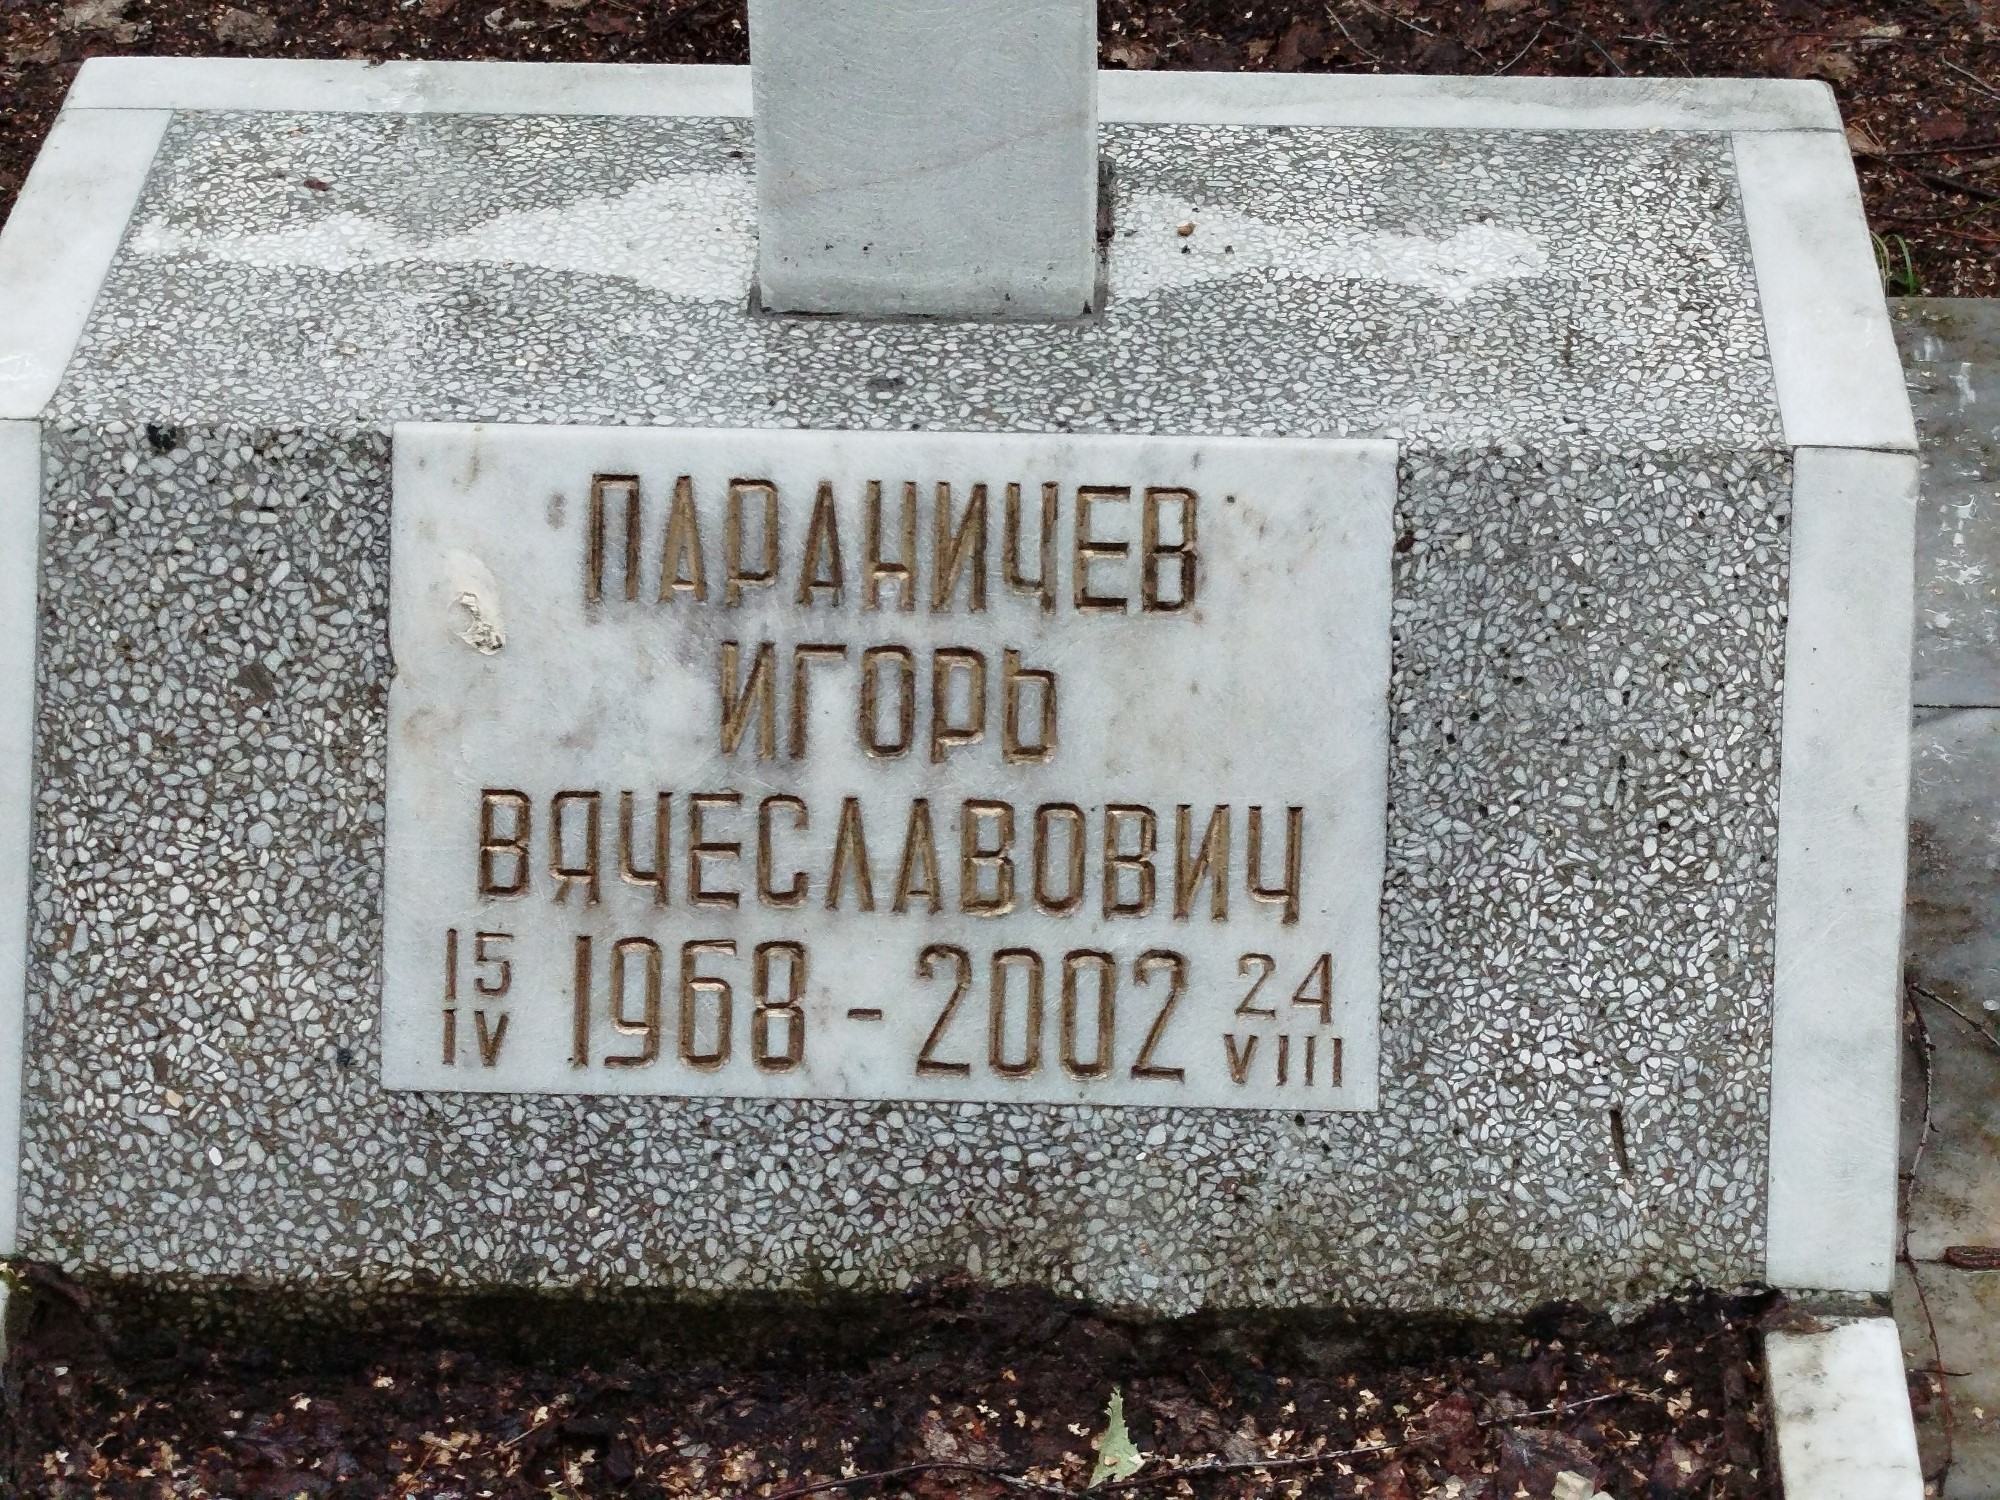 ПАРАНИЧЕВ
ИГОРЬ
ВЯЧЕСЛАВОВИЧ
15 IV 1968 - 2002 24 VIII